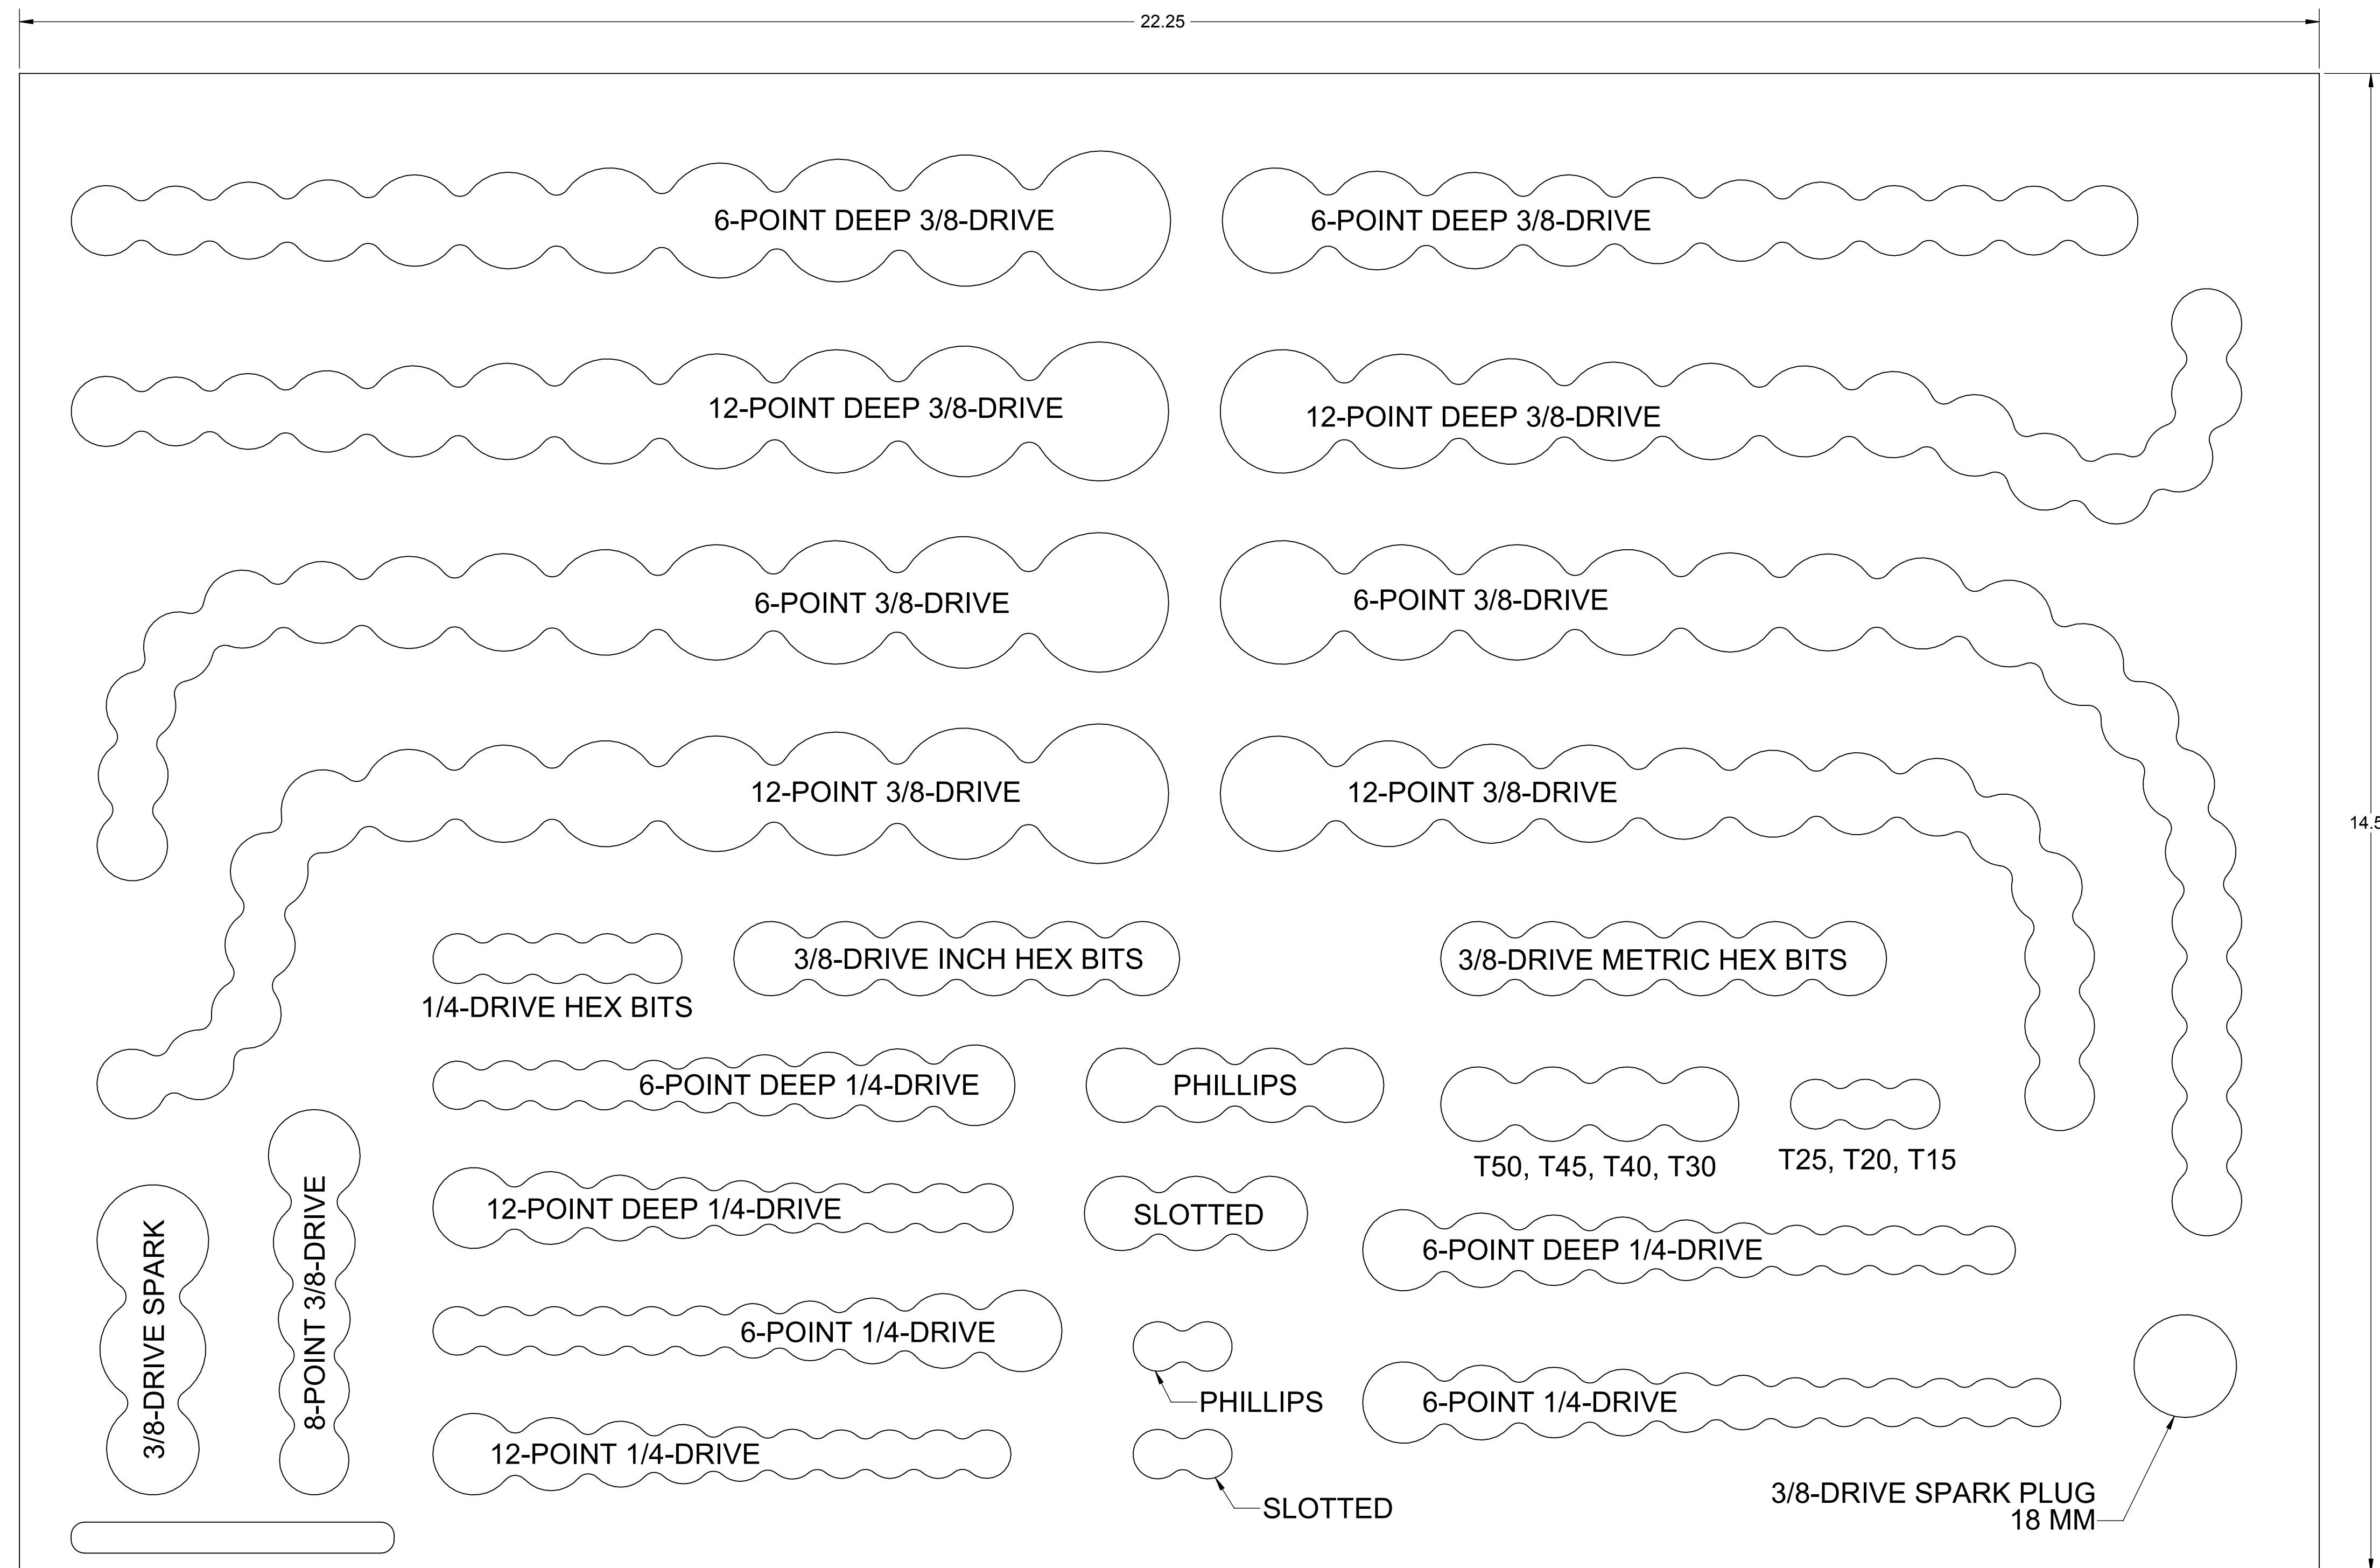 22.25
6-POINT DEEP 3/8-DRIVE
6-POINT DEEP 3/8-DRIVE
12-POINT DEEP 3/8-DRIVE
12-POINT DEEP 3/8-DRIVE
6-POINT 3/8-DRIVE
6-POINT 3/8-DRIVE
12-POINT 3/8-DRIVE
12-POINT 3/8-DRIVE
14.5
3/8-DRIVE INCH HEX BITS
3/8-DRIVE METRIC HEX BITS
1/4-DRIVE HEX BITS
6-POINT DEEP 1/4-DRIVE
PHILLIPS
T50, T45, T40, T30
T25, T20, T15
12-POINT DEEP 1/4-DRIVE
SLOTTED
6-POINT DEEP 1/4-DRIVE
3/8-DRIVE SPARK
8-POINT 3/8-DRIVE
6-POINT 1/4-DRIVE
PHILLIPS
6-POINT 1/4-DRIVE
12-POINT 1/4-DRIVE
SLOTTED
3/8-DRIVE SPARK PLUG
18 MM